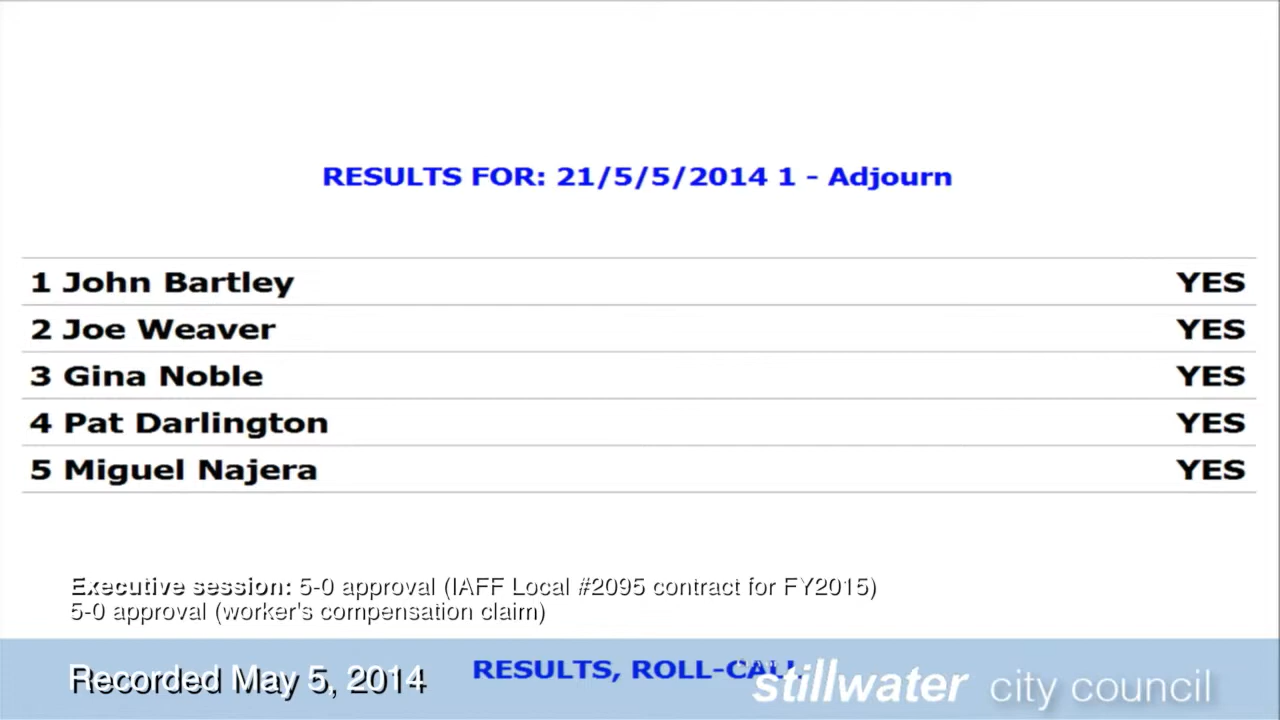 RESULTS FOR: 21/5/5/2014 1 - Adjourn
1 John Bartley YES
2 Joe Weaver YES
3 Gina Noble YES
4 Pat Darlington YES
5 Miguel Najera YES
Executive session: 5-0 approval (IAFF Local #2095 contract for FY2015)
5-0 approval (worker's compensation claim)
Recorded May 5, 2014
RESULTS, ROLL-CALL
stillwater city council